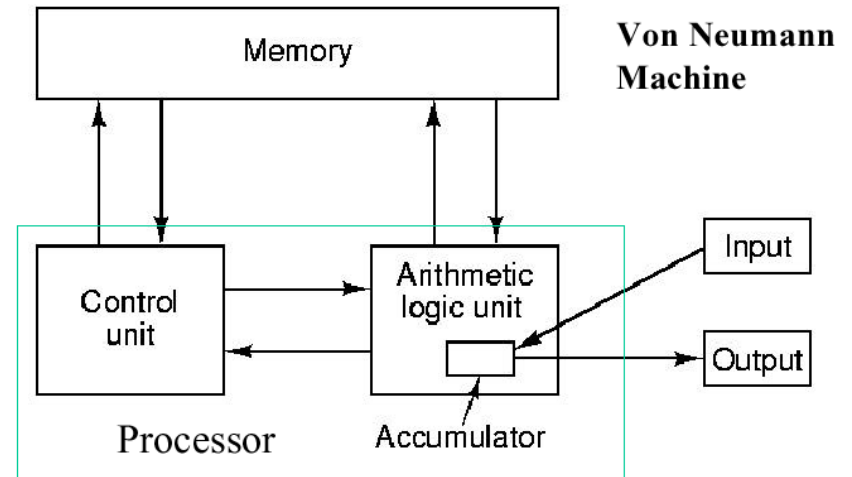 Memory
Von Neumann
Machine
Control
unit
Arithmetic
logic unit
Input
Output
Processor
Accumulator